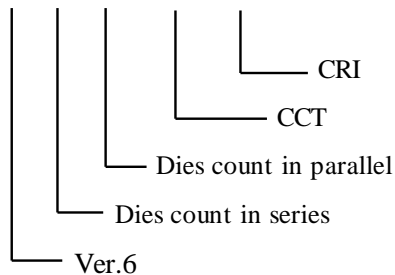 CRI
CCT
Dies count in parallel
Dies count in series
Ver.6